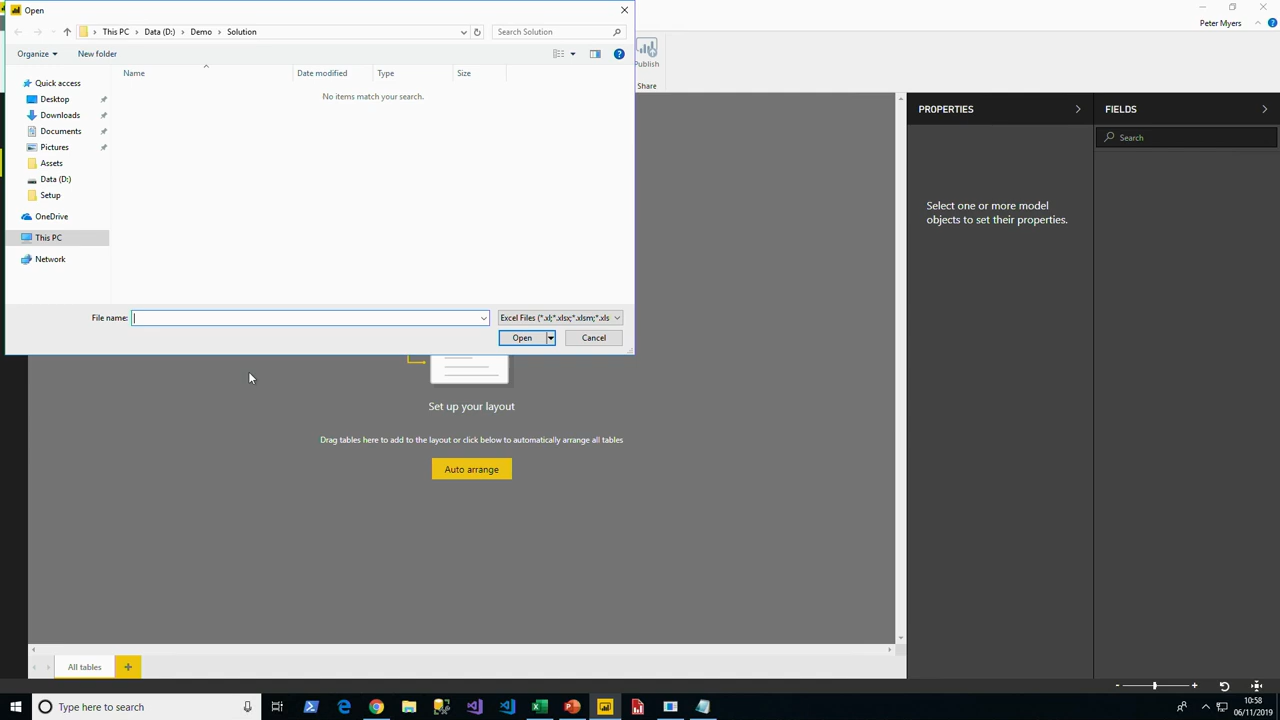 Open
Peter Myers
This PC > Data (D:) > Demo > Solution
Search Solution
Organize
New folder
Publish
Share
Name
Date modified
Type
Size
No items match your search.
Quick access
Desktop
Downloads
Documents
Pictures
Assets
Data (D:)
Setup
OneDrive
This PC
Network
File name:
Excel Files (*.xl;*.xlsx;*.xlsm;*.xls
Open
Cancel
PROPERTIES
FIELDS
Search
Select one or more model
objects to set their properties.
Set up your layout
Drag tables here to add to the layout or click below to automatically arrange all tables
Auto arrange
All tables
Type here to search
10:58
06/11/2019